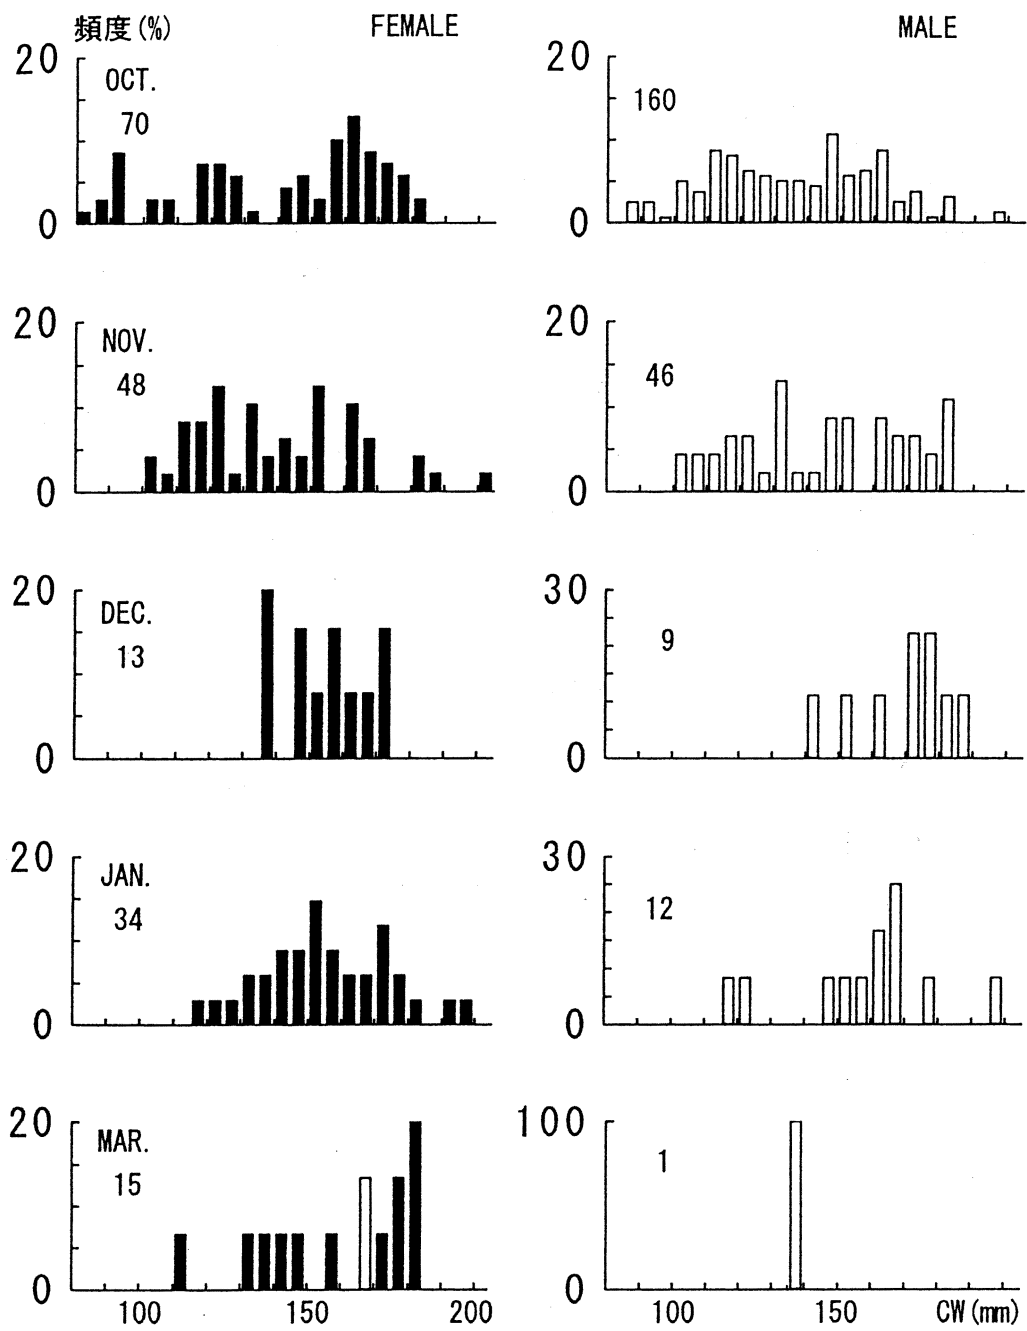 頻度(%) FEMALE MALE
20 OCT. 20
70 160
0 0
20 NOV. 20
48 46
0 0
20 DEC. 30
13 9
0 0
20 JAN. 30
34 12
0 0
20 MAR. 100
15 1
0 0
100 150 200 100 150 CW(mm)